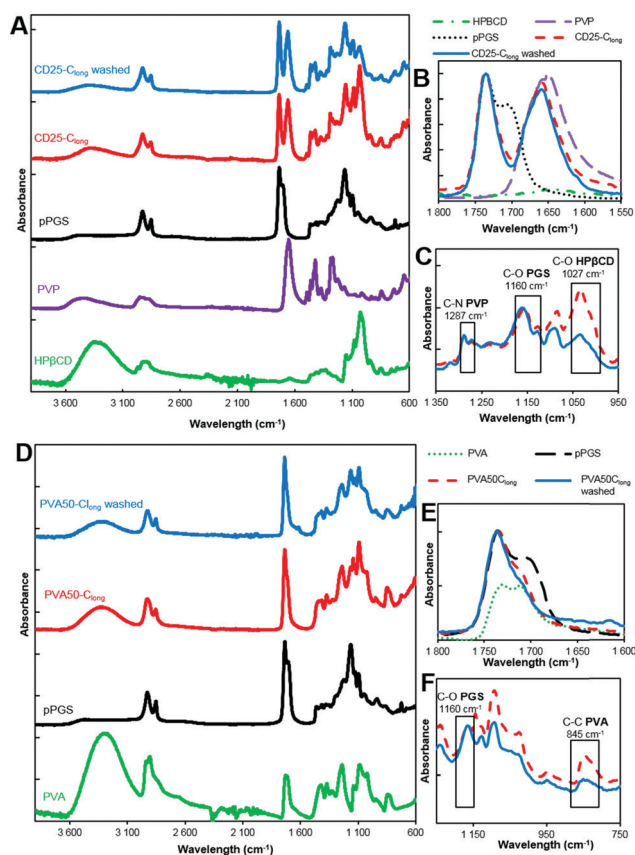 A
CD25-Clong washed
CD25-Clong
pPGS
PVP
HPβCD
Absorbance
3 600 3 100 2 600 2 100 1 600 1 100 600
Wavelength (cm-1)
HPBCD PVP
pPGS CD25-Clong
CD25-Clong washed
B
Absorbance
1 800 1 750 1 700 1 650 1 600 1 550
Wavelength (cm-1)
C
C-O HPβCD
1027 cm-1
C-O PGS
1160 cm-1
C-N PVP
1287 cm-1
Absorbance
1 350 1 250 1 150 1 050 950
Wavelength (cm-1)
D
PVA50-Clong washed
PVA50-Clong
pPGS
PVA
Absorbance
3 600 3 100 2 600 2 100 1 600 1 100 600
Wavelength (cm-1)
PVA pPGS
PVA50Clong PVA50Clong
washed
E
Absorbance
1 800 1 750 1 700 1 650 1 600
Wavelength (cm-1)
F
C-O PGS
1160 cm-1
C-C PVA
845 cm-1
Absorbance
1 150 950 750
Wavelength (cm-1)